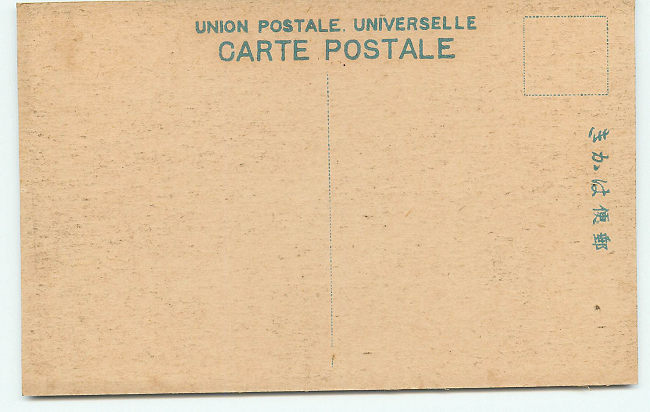 UNION POSTALE. UNIVERSELLE
CARTE POSTALE
郵便はかき